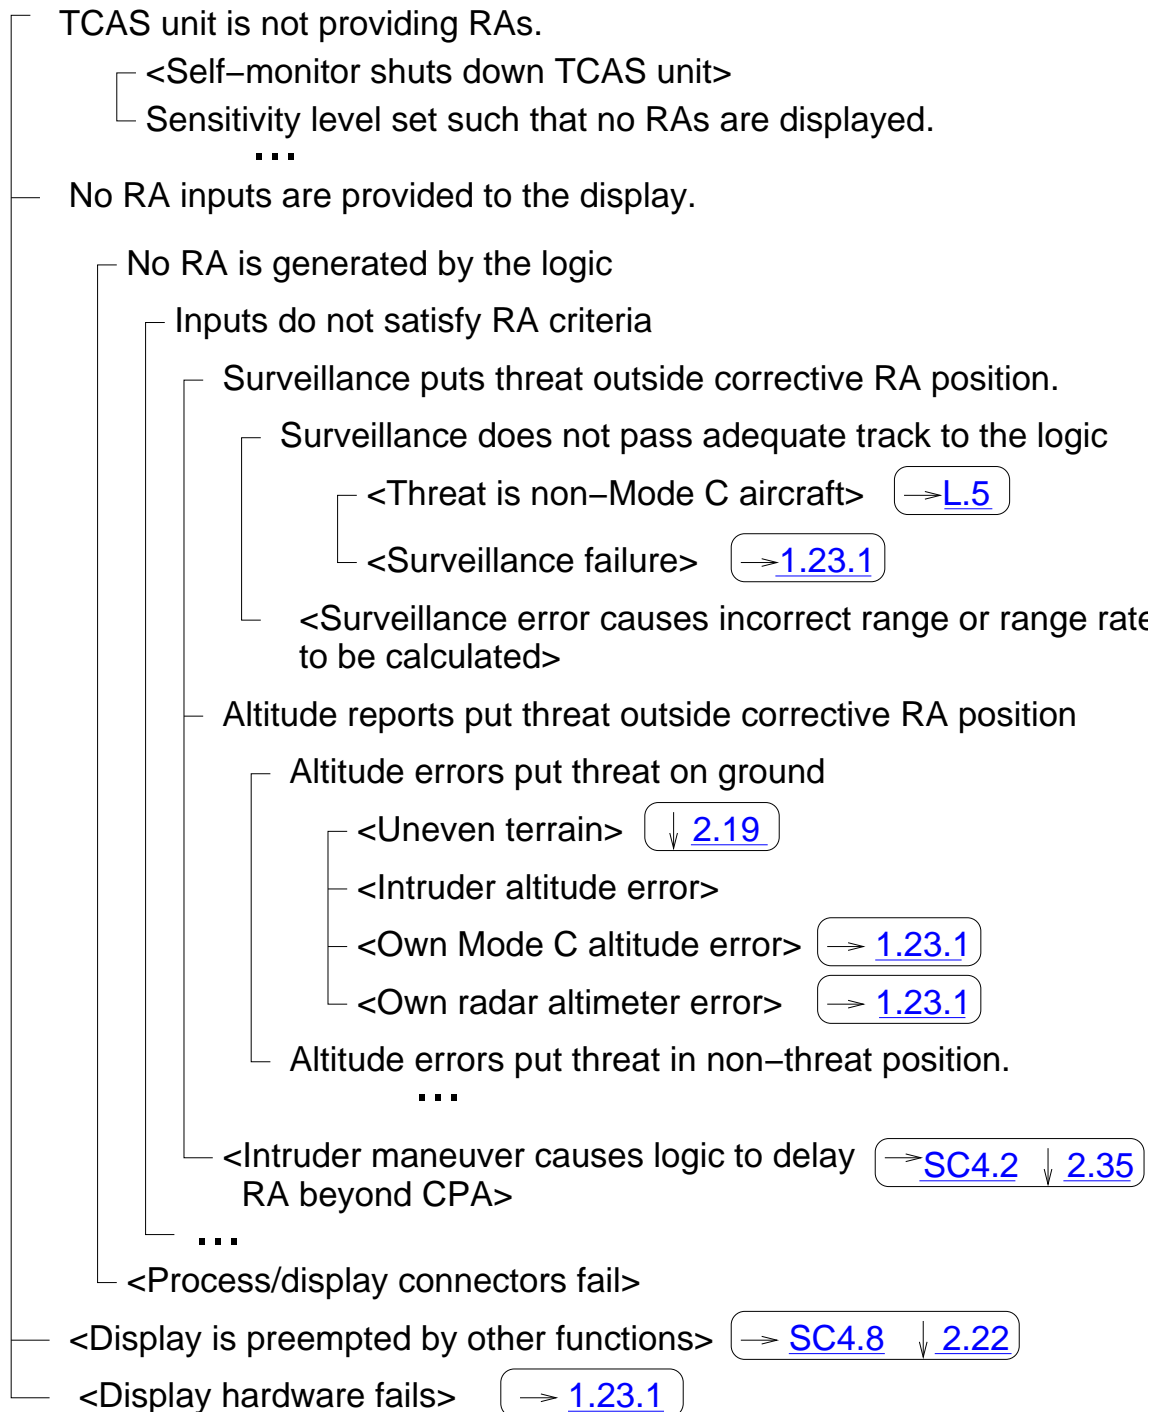 TCAS unit is not providing RAs.
<Self−monitor shuts down TCAS unit>
Sensitivity level set such that no RAs are displayed.
...
No RA inputs are provided to the display.
No RA is generated by the logic
Inputs do not satisfy RA criteria
Surveillance puts threat outside corrective RA position.
Surveillance does not pass adequate track to the logic
<Threat is non−Mode C aircraft> →L.5
<Surveillance failure> →1.23.1
<Surveillance error causes incorrect range or range rate
to be calculated>
Altitude reports put threat outside corrective RA position
Altitude errors put threat on ground
<Uneven terrain> ↓ 2.19
<Intruder altitude error>
<Own Mode C altitude error> → 1.23.1
<Own radar altimeter error> → 1.23.1
Altitude errors put threat in non−threat position.
...
<Intruder maneuver causes logic to delay →SC4.2 ↓ 2.35
RA beyond CPA>
...
<Process/display connectors fail>
<Display is preempted by other functions> → SC4.8 ↓ 2.22
<Display hardware fails> → 1.23.1